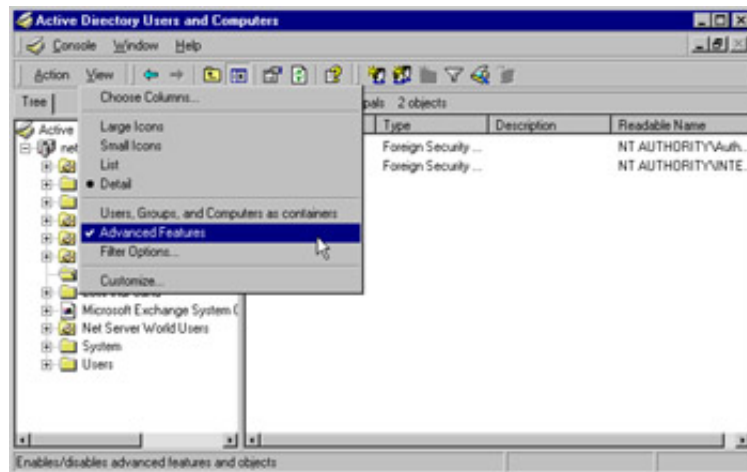 Active Directory Users and Computers
Console Window Help
Action View
Tree
pals 2 objects
Choose Columns...
Large Icons
Small Icons
List
Detail
Users, Groups, and Computers as containers
Advanced Features
Filter Options...
Customize...
Type Description Readable Name
Foreign Security ... NT AUTHORITY\Auth..
Foreign Security ... NT AUTHORITY\INTE.
Active
net
Microsoft Exchange System
Net Server World Users
System
Users
Enables/disables advanced features and objects